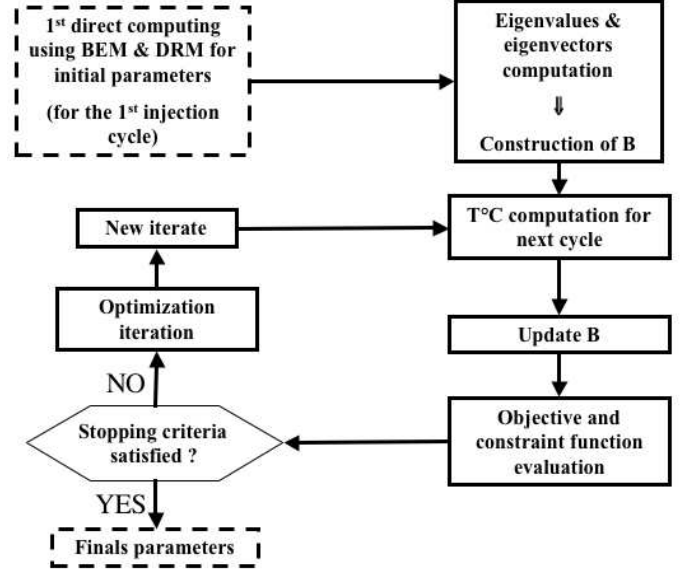 1st direct computing
using BEM & DRM for
initial parameters
(for the 1st injection
cycle)
Eigenvalues &
eigenvectors
computation
⇓
Construction of B
New iterate
T°C computation for
next cycle
Optimization
iteration
Update B
NO
Stopping criteria
satisfied ?
Objective and
constraint function
evaluation
YES
Finals parameters